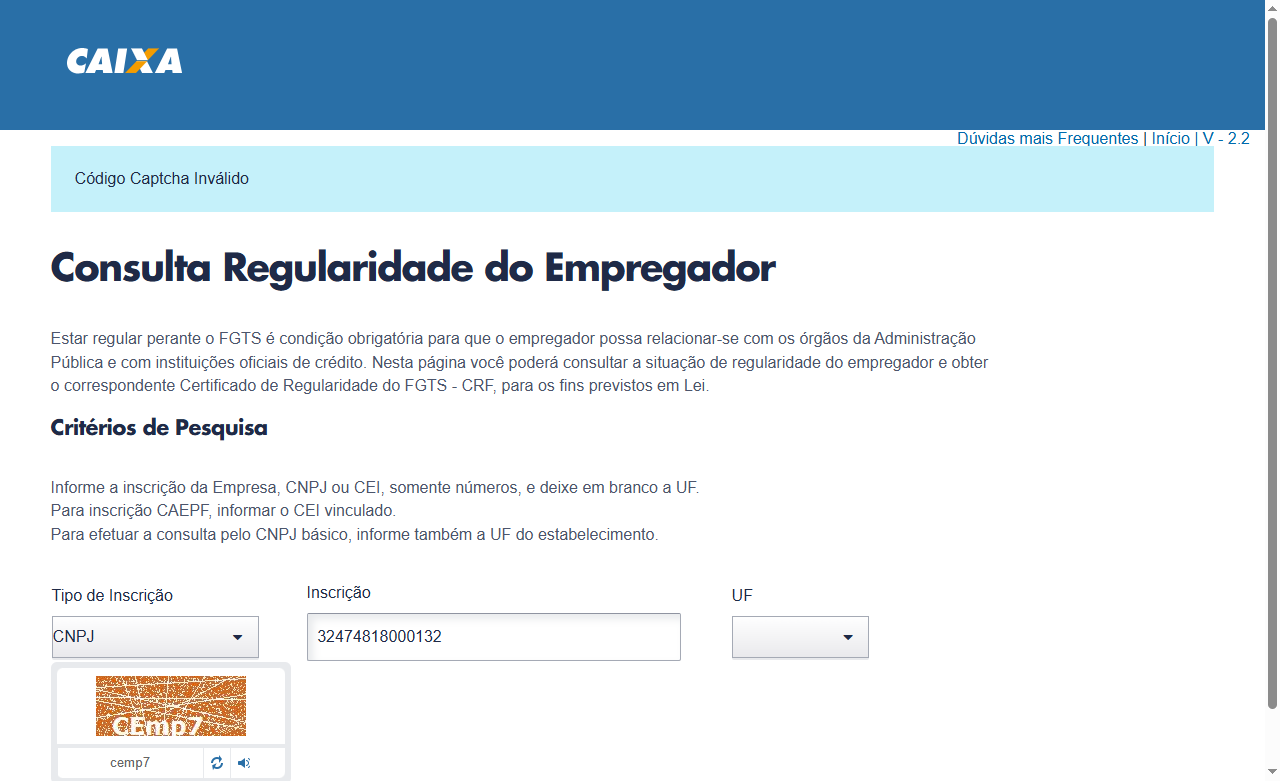 CAIXA
Dúvidas mais Frequentes | Início | V - 2.2
Código Captcha Inválido
Consulta Regularidade do Empregador
Estar regular perante o FGTS é condição obrigatória para que o empregador possa relacionar-se com os órgãos da Administração
Pública e com instituições oficiais de crédito. Nesta página você poderá consultar a situação de regularidade do empregador e obter
o correspondente Certificado de Regularidade do FGTS - CRF, para os fins previstos em Lei.
Critérios de Pesquisa
Informe a inscrição da Empresa, CNPJ ou CEI, somente números, e deixe em branco a UF.
Para inscrição CAEPF, informar o CEI vinculado.
Para efetuar a consulta pelo CNPJ básico, informe também a UF do estabelecimento.
Tipo de Inscrição Inscrição UF
CNPJ 32474818000132
CEmp7
cemp7